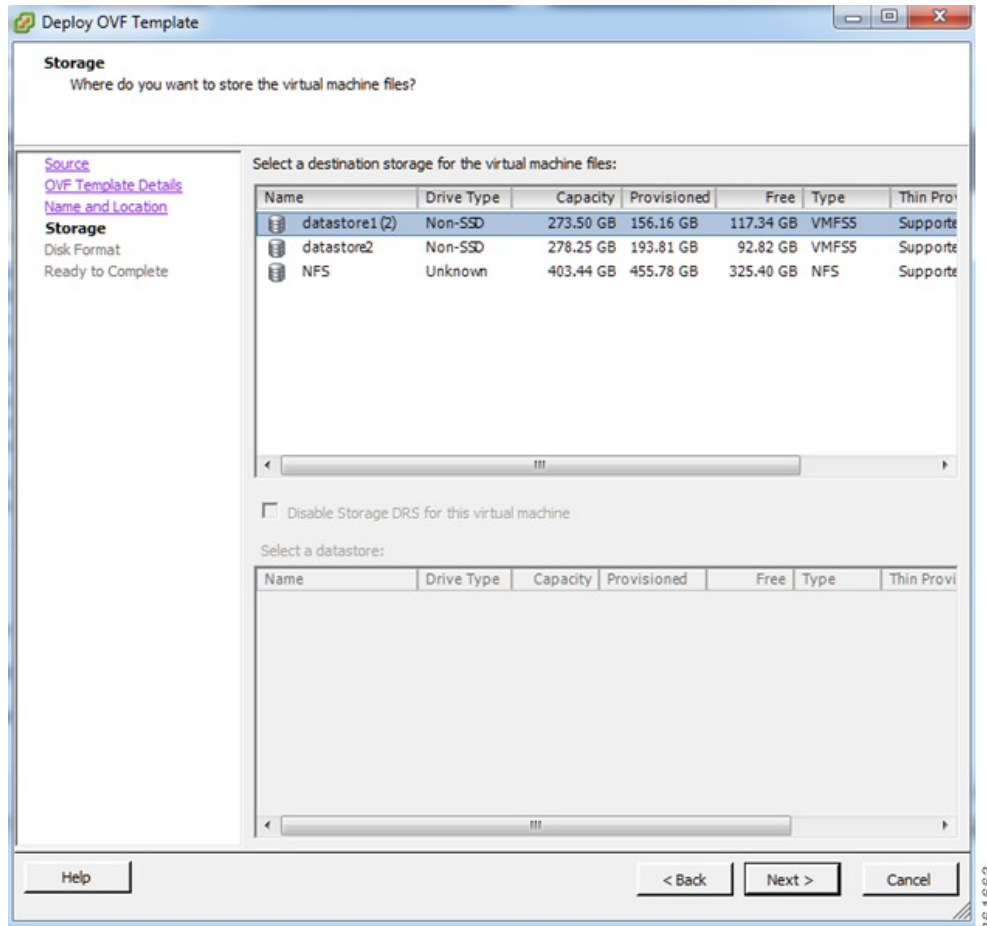 Deploy OVF Template
Storage
Where do you want to store the virtual machine files?
Source
OVF Template Details
Name and Location
Storage
Disk Format
Ready to Complete
Select a destination storage for the virtual machine files:
Name Drive Type Capacity Provisioned Free Type Thin Prov
datastore1 (2) Non-SSD 273.50 GB 156.16 GB 117.34 GB VMFS5 Supporte
datastore2 Non-SSD 278.25 GB 193.81 GB 92.82 GB VMFS5 Supporte
NFS Unknown 403.44 GB 455.78 GB 325.40 GB NFS Supporte
Disable Storage DRS for this virtual machine
Select a datastore:
Name Drive Type Capacity Provisioned Free Type Thin Provi
Help
< Back
Next >
Cancel